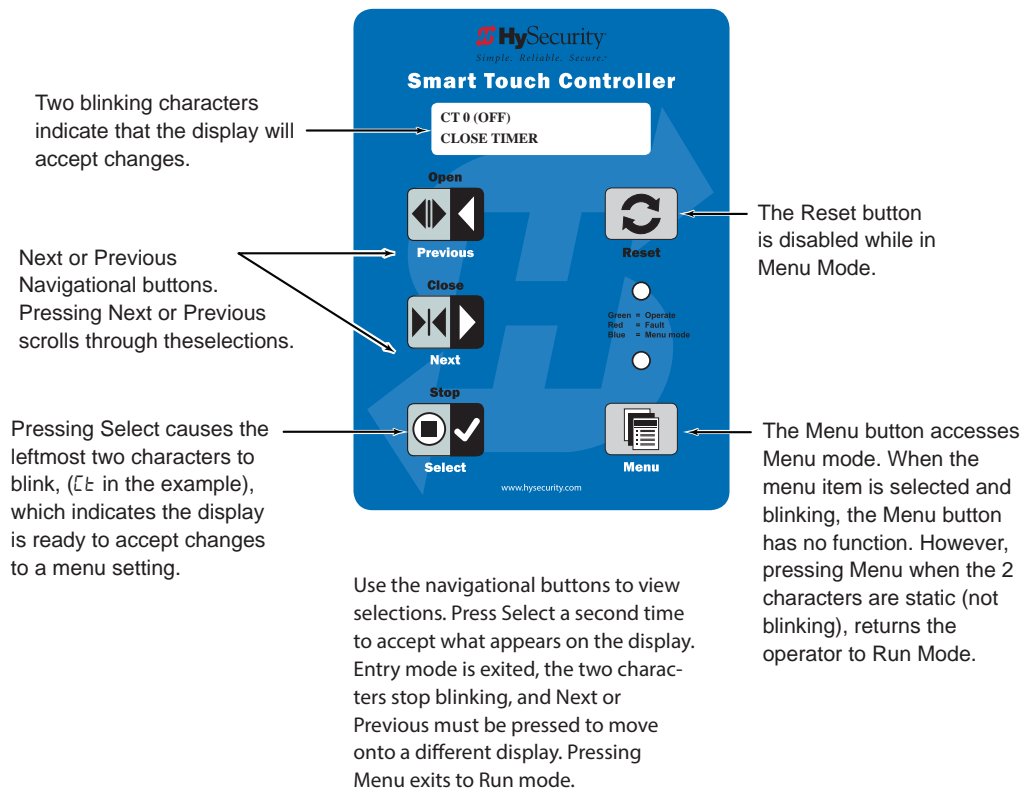 HySecurity
Simple. Reliable. Secure.
Smart Touch Controller
CT 0 (OFF)
CLOSE TIMER
Two blinking characters
indicate that the display will
accept changes.
Open
Previous
Reset
The Reset button
is disabled while in
Menu Mode.
Next or Previous
Navigational buttons.
Pressing Next or Previous
scrolls through theselections.
Close
Next
Green = Operate
Red = Fault
Blue = Menu mode
Stop
Select
Menu
www.hysecurity.com
Pressing Select causes the
leftmost two characters to
blink, (Ct in the example),
which indicates the display
is ready to accept changes
to a menu setting.
The Menu button accesses
Menu mode. When the
menu item is selected and
blinking, the Menu button
has no function. However,
pressing Menu when the 2
characters are static (not
blinking), returns the
operator to Run Mode.
Use the navigational buttons to view
selections. Press Select a second time
to accept what appears on the display.
Entry mode is exited, the two charac-
ters stop blinking, and Next or
Previous must be pressed to move
onto a different display. Pressing
Menu exits to Run mode.